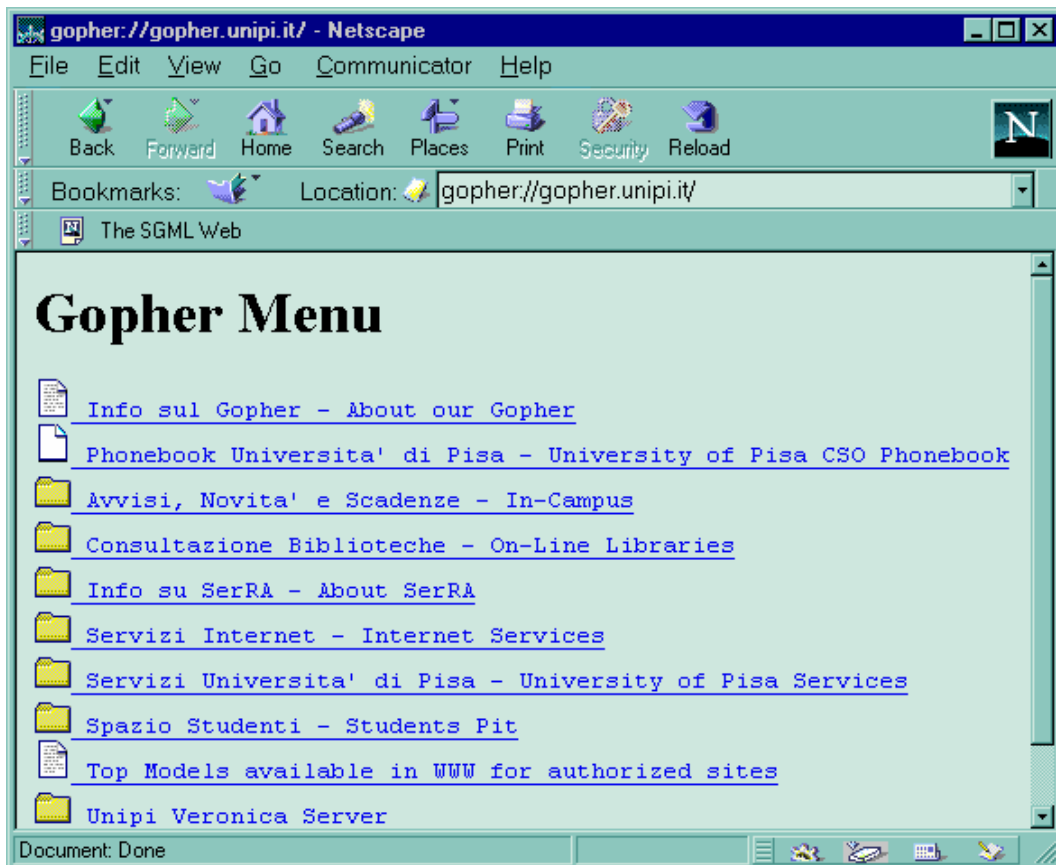 gopher://gopher.unipi.it/ - Netscape
File Edit View Go Communicator Help
Back Forward Home Search Places Print Security Reload
N
Bookmarks: Location: gopher://gopher.unipi.it/
N The SGML Web
Gopher Menu
Info sul Gopher - About our Gopher
Phonebook Universita' di Pisa - University of Pisa CSO Phonebook
Avvisi, Novita' e Scadenze - In-Campus
Consultazione Biblioteche - On-Line Libraries
Info su SerRA - About SerRA
Servizi Internet - Internet Services
Servizi Universita' di Pisa - University of Pisa Services
Spazio Studenti - Students Pit
Top Models available in WWW for authorized sites
Unipi Veronica Server
Document: Done